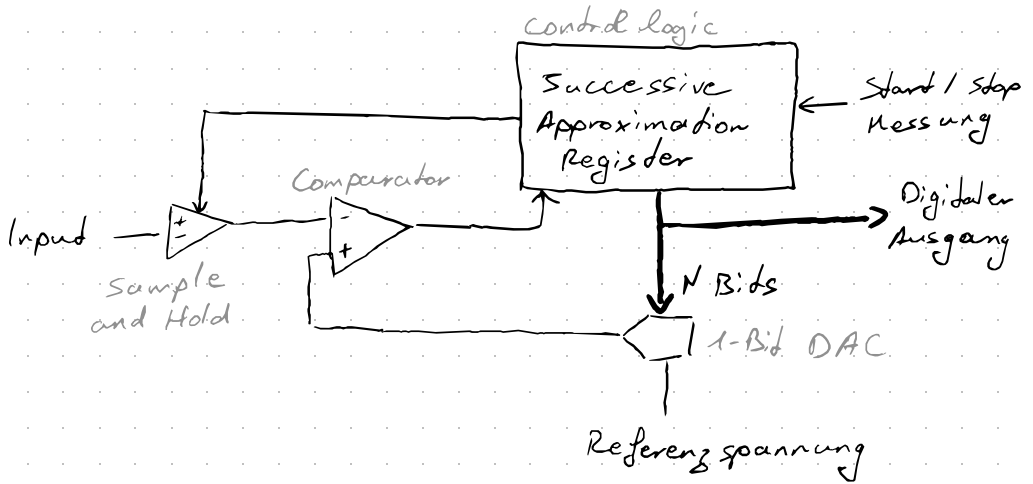 Control logic
Successive
Approximation
Register
Start / Stop
Messung
Comparator
Input
+
-
-
+
Digitaler
Ausgang
Sample
and Hold
N Bits
1-Bit DAC
Referenzspannung